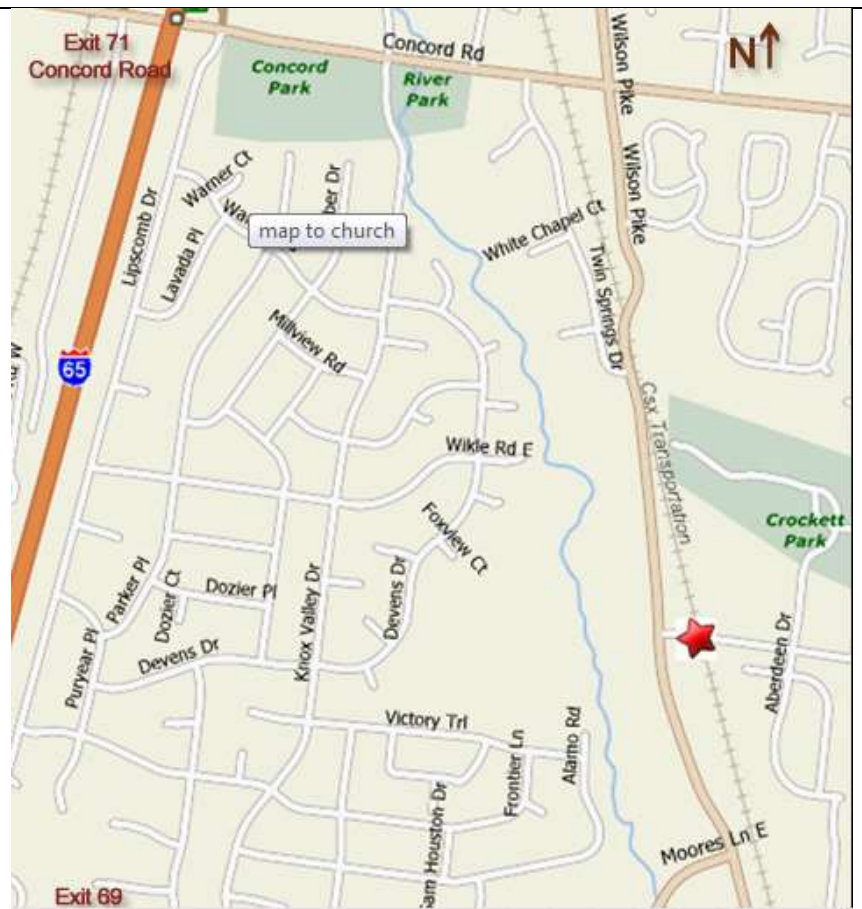 Exit 71
Concord Road
Concord
Park
Concord Rd
River
Park
Wilson Pike
N
Wilson Pike
Warner Ct
map to church
Lipscomb Dr
Lavada Pl
White Chapel Ct
Twin Springs Dr
Millview Rd
65
Csx Transportation
Wikle Rd E
Crockett
Park
Foxview Ct
Parker Pl
Dozier Ct
Dozier Pl
Knox Valley Dr
Devens Dr
Devens Dr
Puryear Pl
Aberdeen Dr
Victory Trl
Frontier Ln
Alamo Rd
Houston Dr
Moores Ln E
Exit 69